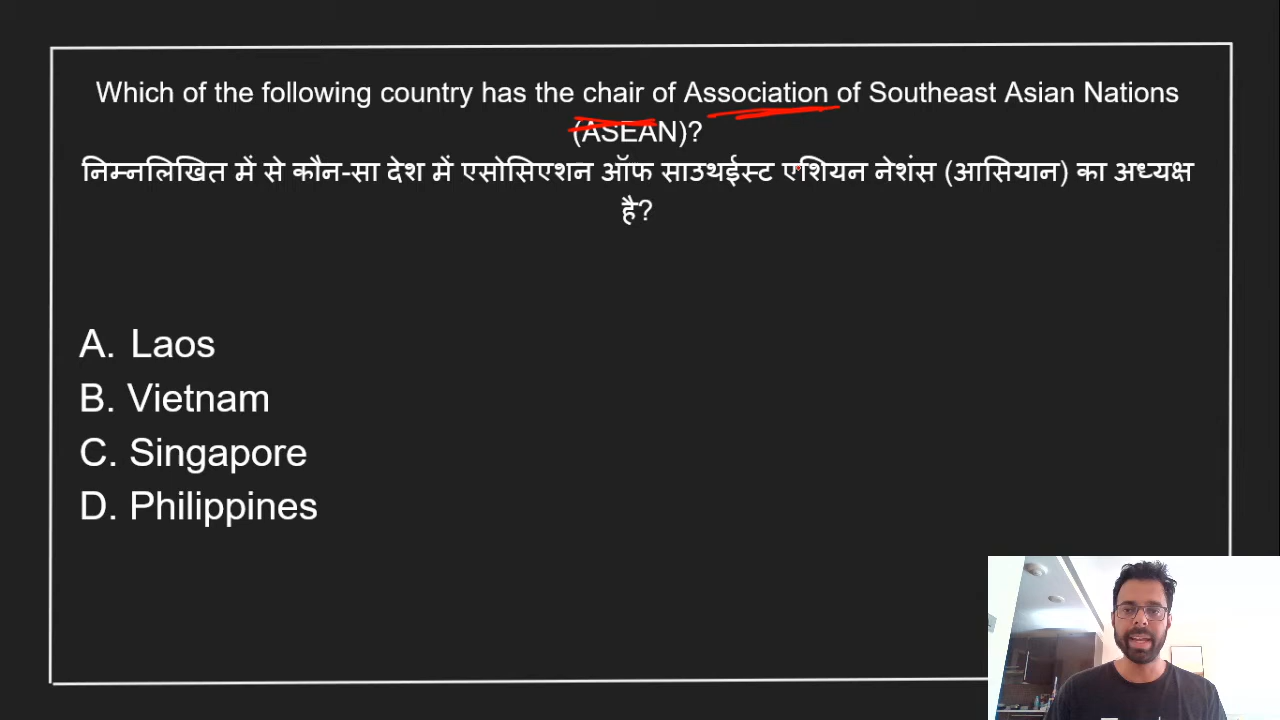 Which of the following country has the chair of Association of Southeast Asian Nations
(ASEAN)?
निम्नलिखित में से कौन-सा देश में एसोसिएशन ऑफ साउथईस्ट एशियन नेशंस (आसियान) का अध्यक्ष
है?
A. Laos
B. Vietnam
C. Singapore
D. Philippines